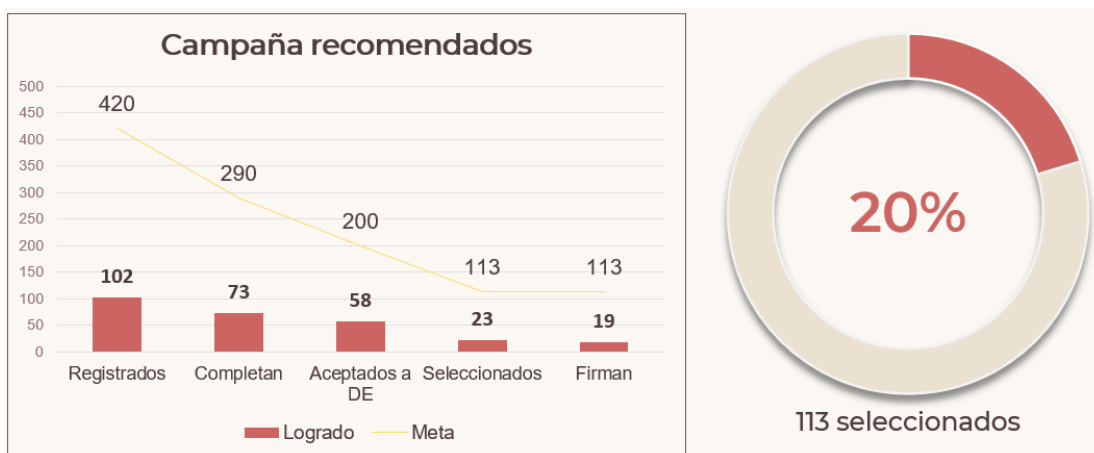 Campaña recomendados
500
450
400
350
300
250
200
150
100
50
0
420
290
200
113
113
102
73
58
23
19
Registrados
Completan
Aceptados a
DE
Seleccionados
Firman
Logrado
Meta
20%
113 seleccionados